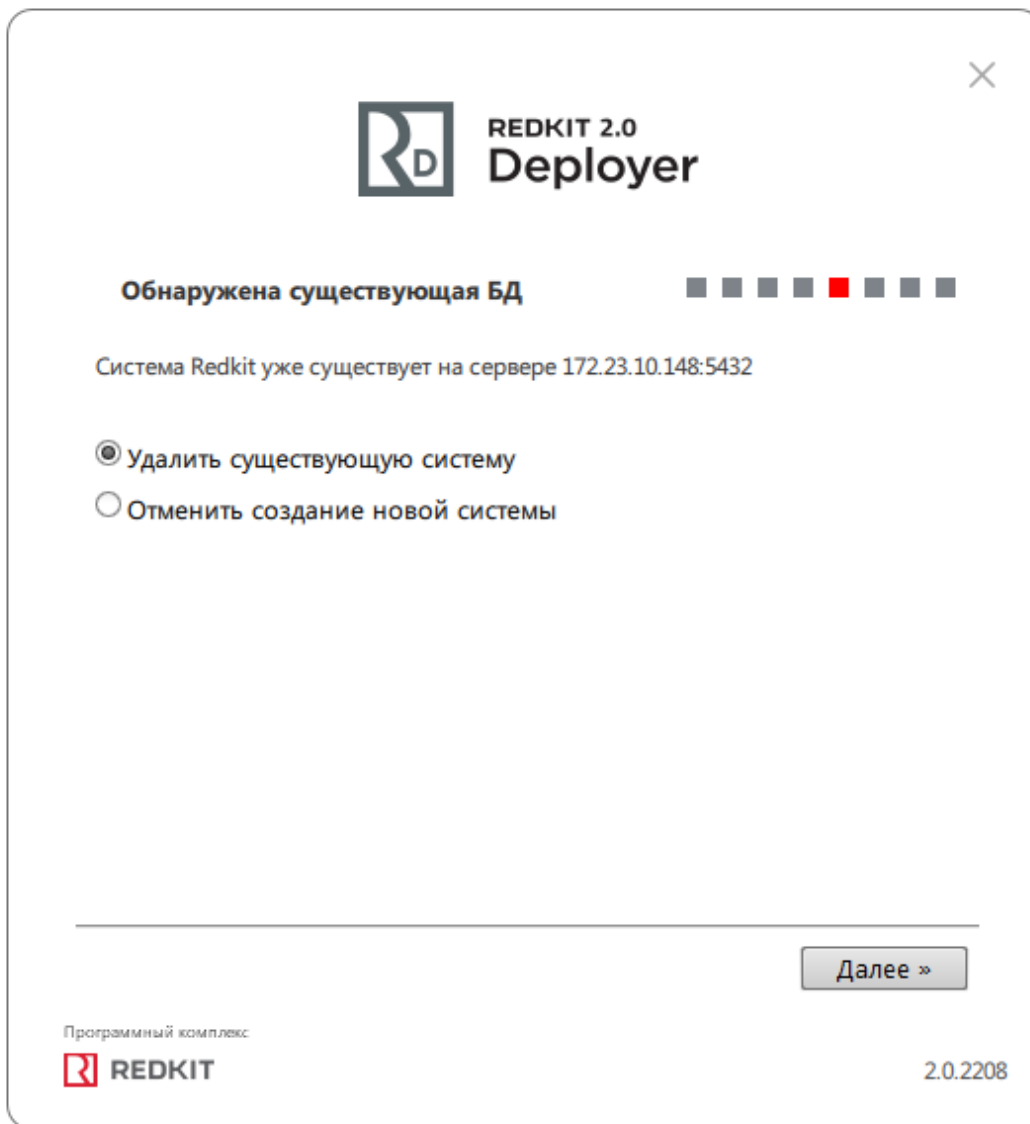 RD
REDKIT 2.0
Deployer
Обнаружена существующая БД
Система Redkit уже существует на сервере 172.23.10.148:5432
Удалить существующую систему
Отменить создание новой системы
Далее »
Программный комплекс
REDKIT
2.0.2208